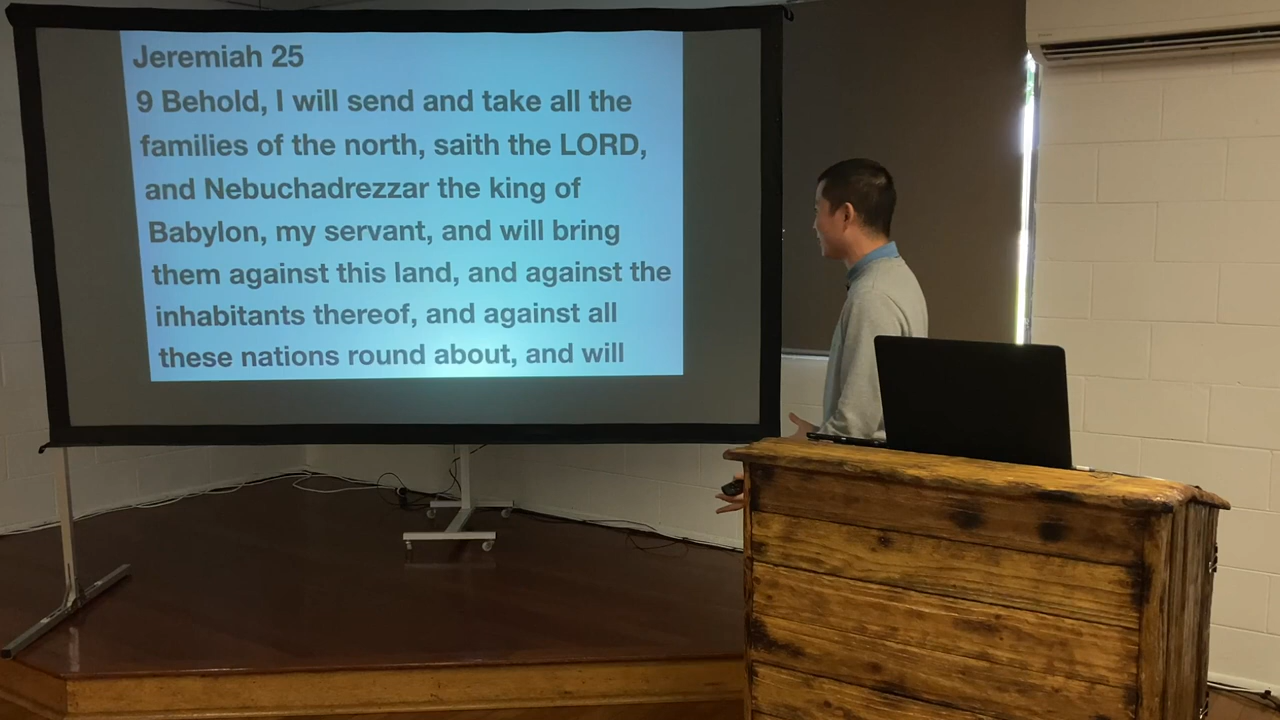 Jeremiah 25
9 Behold, I will send and take all the
families of the north, saith the LORD,
and Nebuchadrezzar the king of
Babylon, my servant, and will bring
them against this land, and against the
inhabitants thereof, and against all
these nations round about, and will